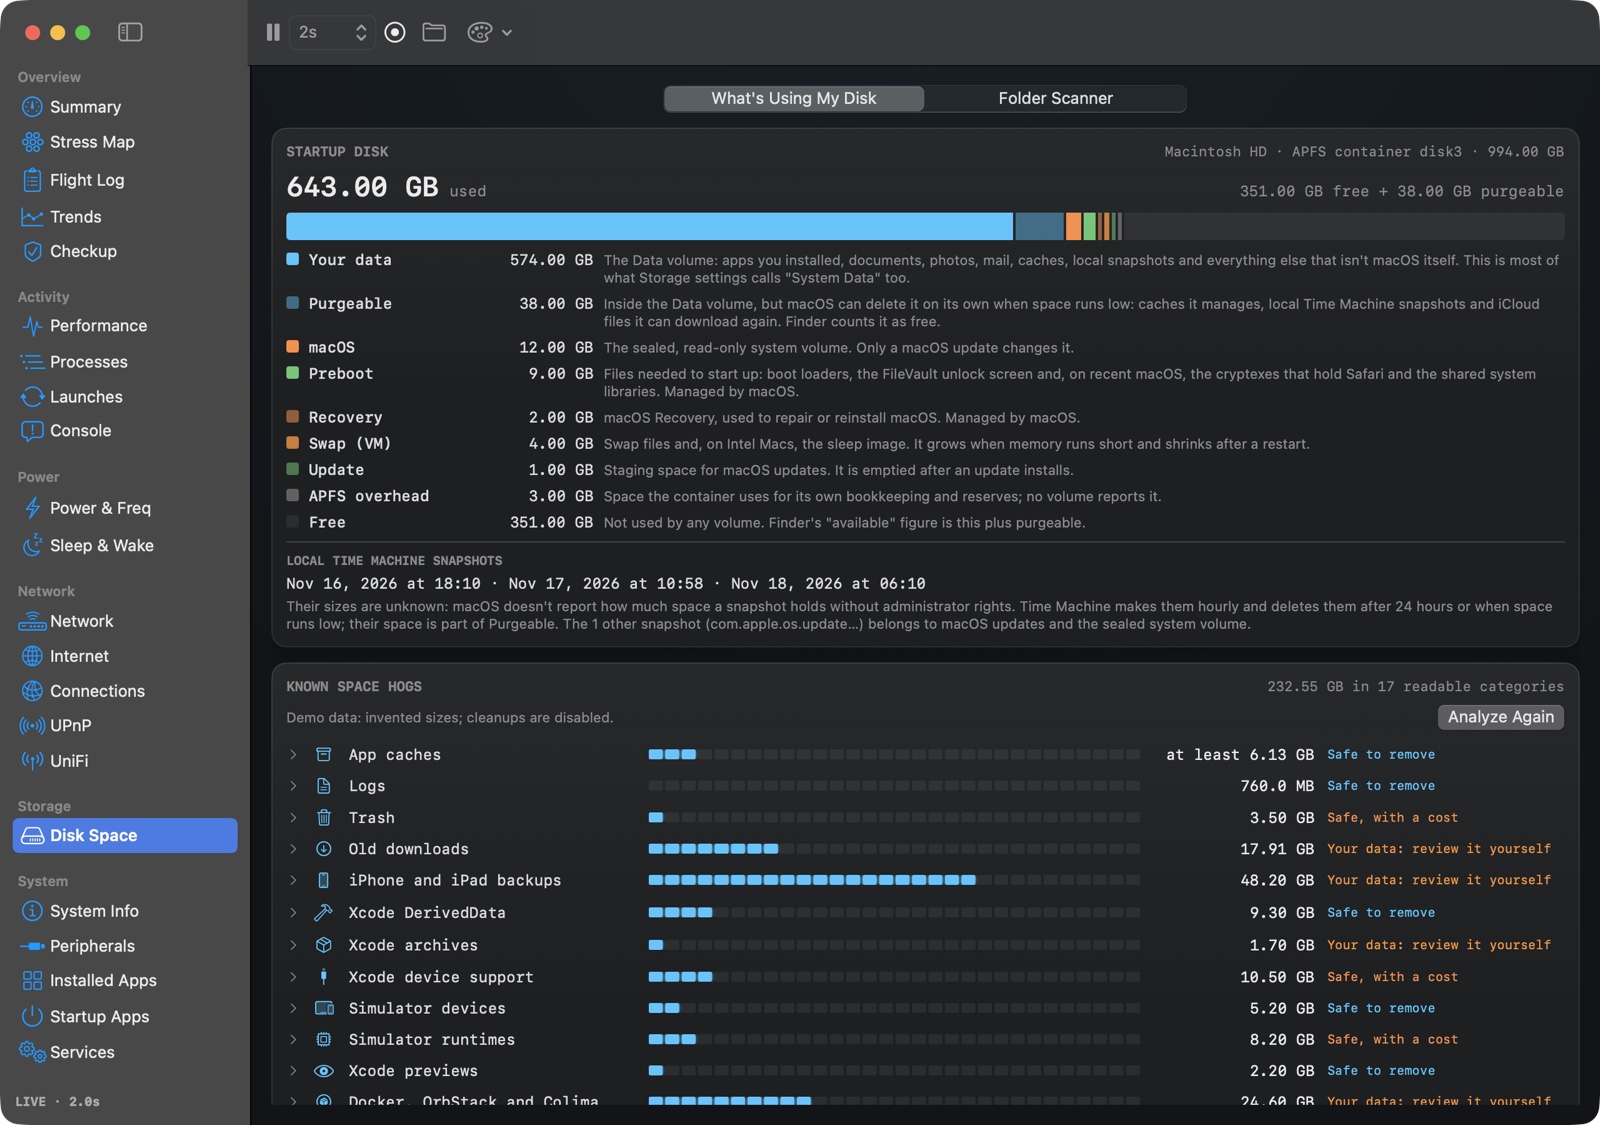 2s
Overview
Summary
Stress Map
Flight Log
Trends
Checkup
Activity
Performance
Processes
Launches
Console
Power
Power & Freq
Sleep & Wake
Network
Network
Internet
Connections
UPnP
UniFi
Storage
Disk Space
System
System Info
Peripherals
Installed Apps
Startup Apps
Services
LIVE · 2.0s
What's Using My Disk Folder Scanner
STARTUP DISK Macintosh HD · APFS container disk3 · 994.00 GB
643.00 GB used 351.00 GB free + 38.00 GB purgeable
Your data 574.00 GB The Data volume: apps you installed, documents, photos, mail, caches, local snapshots and everything else that isn't macOS itself. This is most of
what Storage settings calls "System Data" too.
Purgeable 38.00 GB Inside the Data volume, but macOS can delete it on its own when space runs low: caches it manages, local Time Machine snapshots and iCloud
files it can download again. Finder counts it as free.
macOS 12.00 GB The sealed, read-only system volume. Only a macOS update changes it.
Preboot 9.00 GB Files needed to start up: boot loaders, the FileVault unlock screen and, on recent macOS, the cryptexes that hold Safari and the shared system
libraries. Managed by macOS.
Recovery 2.00 GB macOS Recovery, used to repair or reinstall macOS. Managed by macOS.
Swap (VM) 4.00 GB Swap files and, on Intel Macs, the sleep image. It grows when memory runs short and shrinks after a restart.
Update 1.00 GB Staging space for macOS updates. It is emptied after an update installs.
APFS overhead 3.00 GB Space the container uses for its own bookkeeping and reserves; no volume reports it.
Free 351.00 GB Not used by any volume. Finder's "available" figure is this plus purgeable.
LOCAL TIME MACHINE SNAPSHOTS
Nov 16, 2026 at 18:10 · Nov 17, 2026 at 10:58 · Nov 18, 2026 at 06:10
Their sizes are unknown: macOS doesn't report how much space a snapshot holds without administrator rights. Time Machine makes them hourly and deletes them after 24 hours or when space
runs low; their space is part of Purgeable. The 1 other snapshot (com.apple.os.update…) belongs to macOS updates and the sealed system volume.
KNOWN SPACE HOGS 232.55 GB in 17 readable categories
Demo data: invented sizes; cleanups are disabled. Analyze Again
App caches at least 6.13 GB Safe to remove
Logs 760.0 MB Safe to remove
Trash 3.50 GB Safe, with a cost
Old downloads 17.91 GB Your data: review it yourself
iPhone and iPad backups 48.20 GB Your data: review it yourself
Xcode DerivedData 9.30 GB Safe to remove
Xcode archives 1.70 GB Your data: review it yourself
Xcode device support 10.50 GB Safe, with a cost
Simulator devices 5.20 GB Safe to remove
Simulator runtimes 8.20 GB Safe, with a cost
Xcode previews 2.20 GB Safe to remove
Docker, OrbStack and Colima 24.60 GB Your data: review it yourself